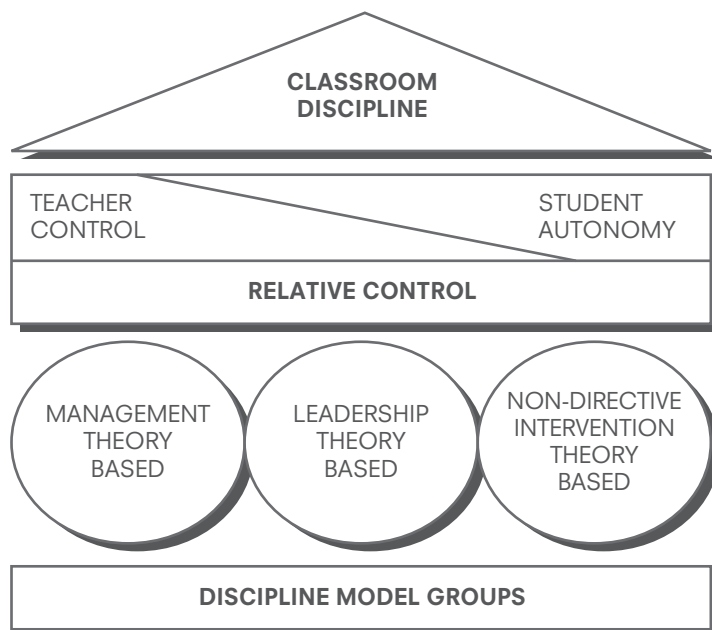 CLASSROOM
DISCIPLINE
TEACHER
CONTROL
STUDENT
AUTONOMY
RELATIVE CONTROL
MANAGEMENT
THEORY
BASED
LEADERSHIP
THEORY
BASED
NON-DIRECTIVE
INTERVENTION
THEORY
BASED
DISCIPLINE MODEL GROUPS